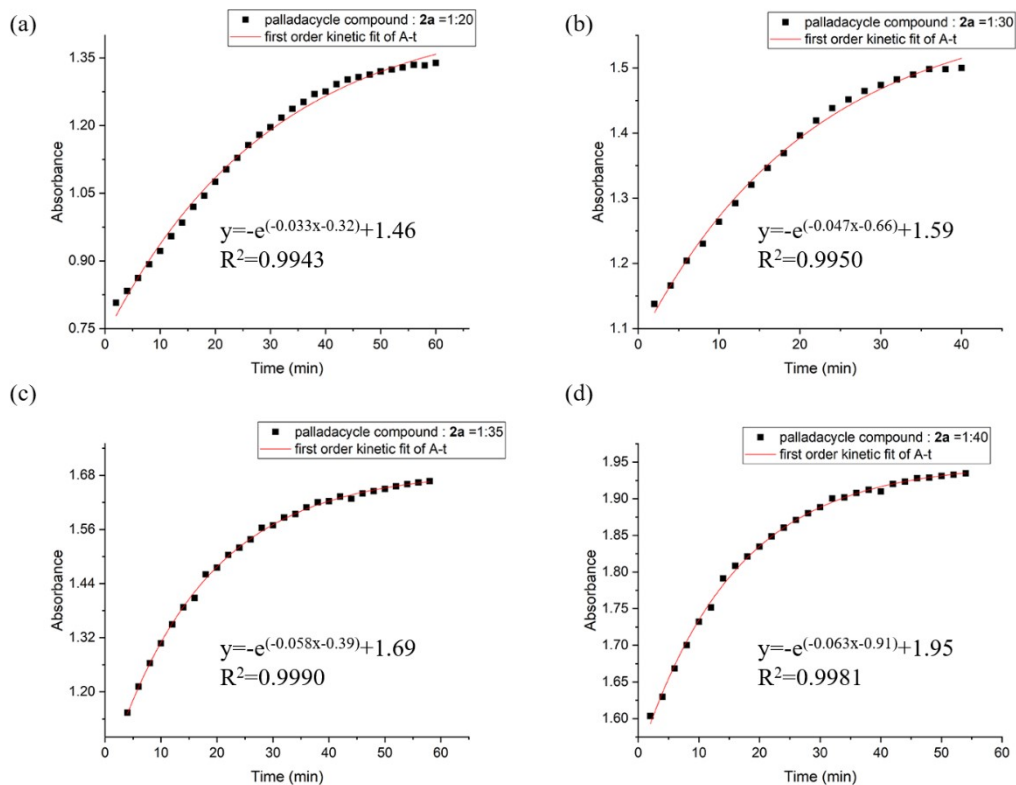 (a)
palladacycle compound : 2a =1:20
first order kinetic fit of A-t
1.35
1.20
1.05
0.90
0.75
Absorbance
y=-e^(-0.033x-0.32)+1.46
R²=0.9943
0 10 20 30 40 50 60
Time (min)
(b)
palladacycle compound : 2a =1:30
first order kinetic fit of A-t
1.5
1.4
1.3
1.2
1.1
Absorbance
y=-e^(-0.047x-0.66)+1.59
R²=0.9950
0 10 20 30 40
Time (min)
(c)
palladacycle compound : 2a =1:35
first order kinetic fit of A-t
1.68
1.56
1.44
1.32
1.20
Absorbance
y=-e^(-0.058x-0.39)+1.69
R²=0.9990
0 10 20 30 40 50 60
Time (min)
(d)
palladacycle compound : 2a =1:40
first order kinetic fit of A-t
1.95
1.90
1.85
1.80
1.75
1.70
1.65
1.60
Absorbance
y=-e^(-0.063x-0.91)+1.95
R²=0.9981
0 10 20 30 40 50 60
Time (min)